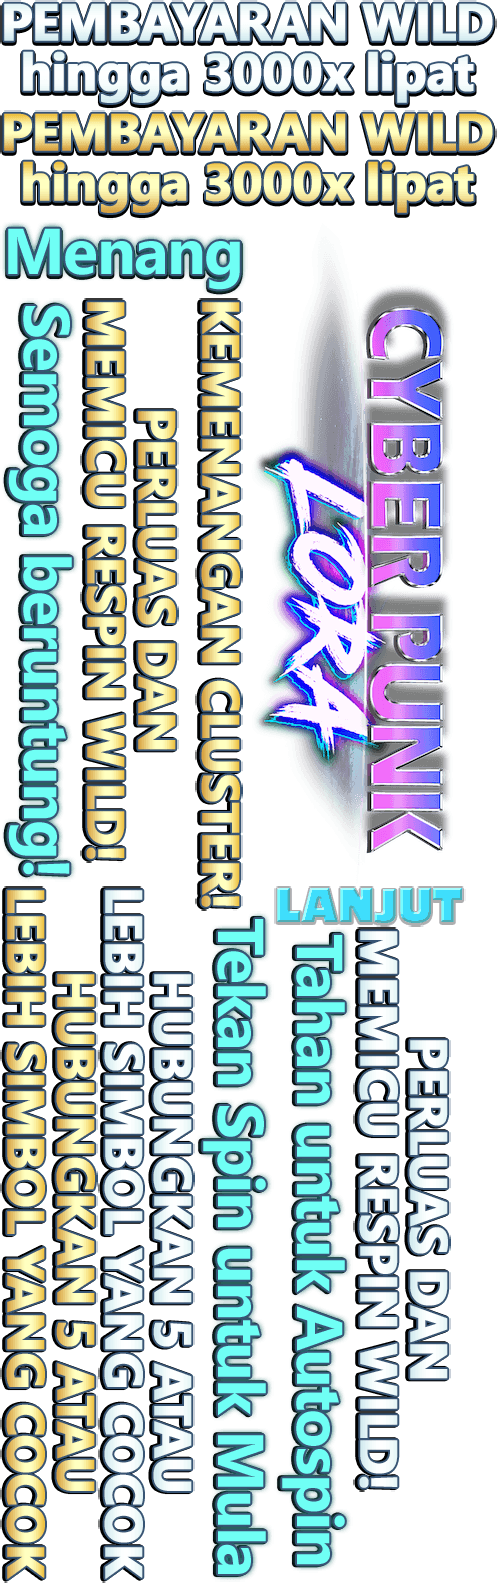 PEMBAYARAN WILD
hingga 3000x lipat
PEMBAYARAN WILD
hingga 3000x lipat
Menang
CYBER PUNK
LORA
KEMENANGAN CLUSTER!
PERLUAS DAN
MEMICU RESPIN WILD!
Semoga beruntung!
LANJUT
PERLUAS DAN
MEMICU RESPIN WILD!
Tahan untuk Autospin
Tekan Spin untuk Mula
HUBUNGKAN 5 ATAU
LEBIH SIMBOL YANG COCOK
HUBUNGKAN 5 ATAU
LEBIH SIMBOL YANG COCOK